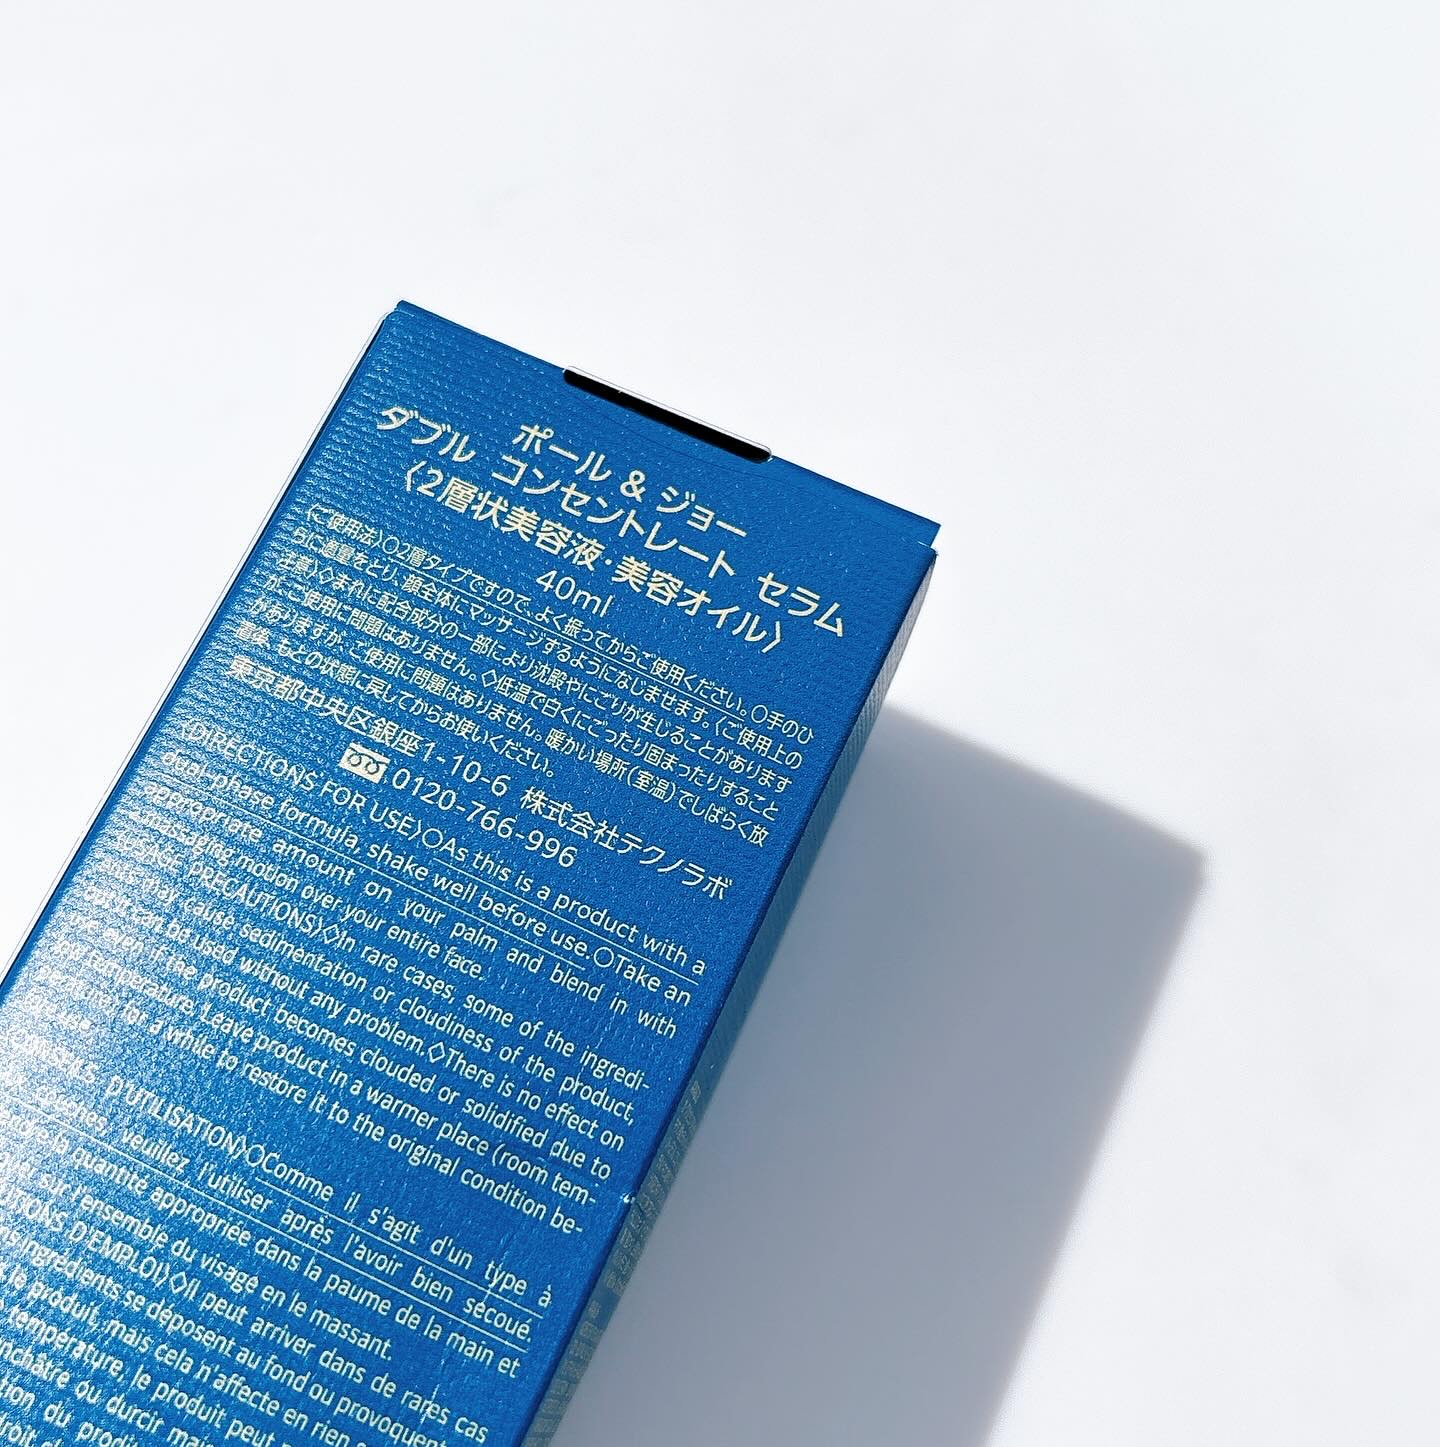 ポール & ジョー
ダブル コンセントレート セラム
〈2層状美容液・美容オイル〉
40ml
〈ご使用法〉○2層タイプですので、よく振ってからご使用ください。○手のひ
らに適量をとり、顔全体にマッサージするようになじませます。〈ご使用上の
注意〉◇まれに配合成分の一部により沈殿やにごりが生じることがあります
が、ご使用に問題はありません。◇低温で白くにごったり固まったりすること
がありますが、ご使用に問題はありません。暖かい場所(室温)でしばらく放
置後、もとの状態に戻してからお使いください。
東京都中央区銀座1-10-6 株式会社テクノラボ
0120-766-996
〈DIRECTIONS FOR USE〉○As this is a product with a
dual-phase formula, shake well before use.○Take an
appropriate amount on your palm and blend in with
massaging motion over your entire face.
PRECAUTIONS〉◇In rare cases, some of the ingredi-
ents may cause sedimentation or cloudiness of the product,
but it can be used without any problem.◇There is no effect on
use even if the product becomes clouded or solidified due to
temperature. Leave product in a warmer place (room tem-
for a while to restore it to the original condition be-
D'UTILISATION〉○Comme il s'agit d'un type à
couches, veuillez l'utiliser après l'avoir bien secoué.
la quantité appropriée dans la paume de la main et
sur l'ensemble du visage en le massant.
D'EMPLOI〉◇Il peut arriver dans de rares cas
ingrédients se déposent au fond ou provoquent
le produit, mais cela n'affecte en rien
température, le produit peut
ou durcir
du